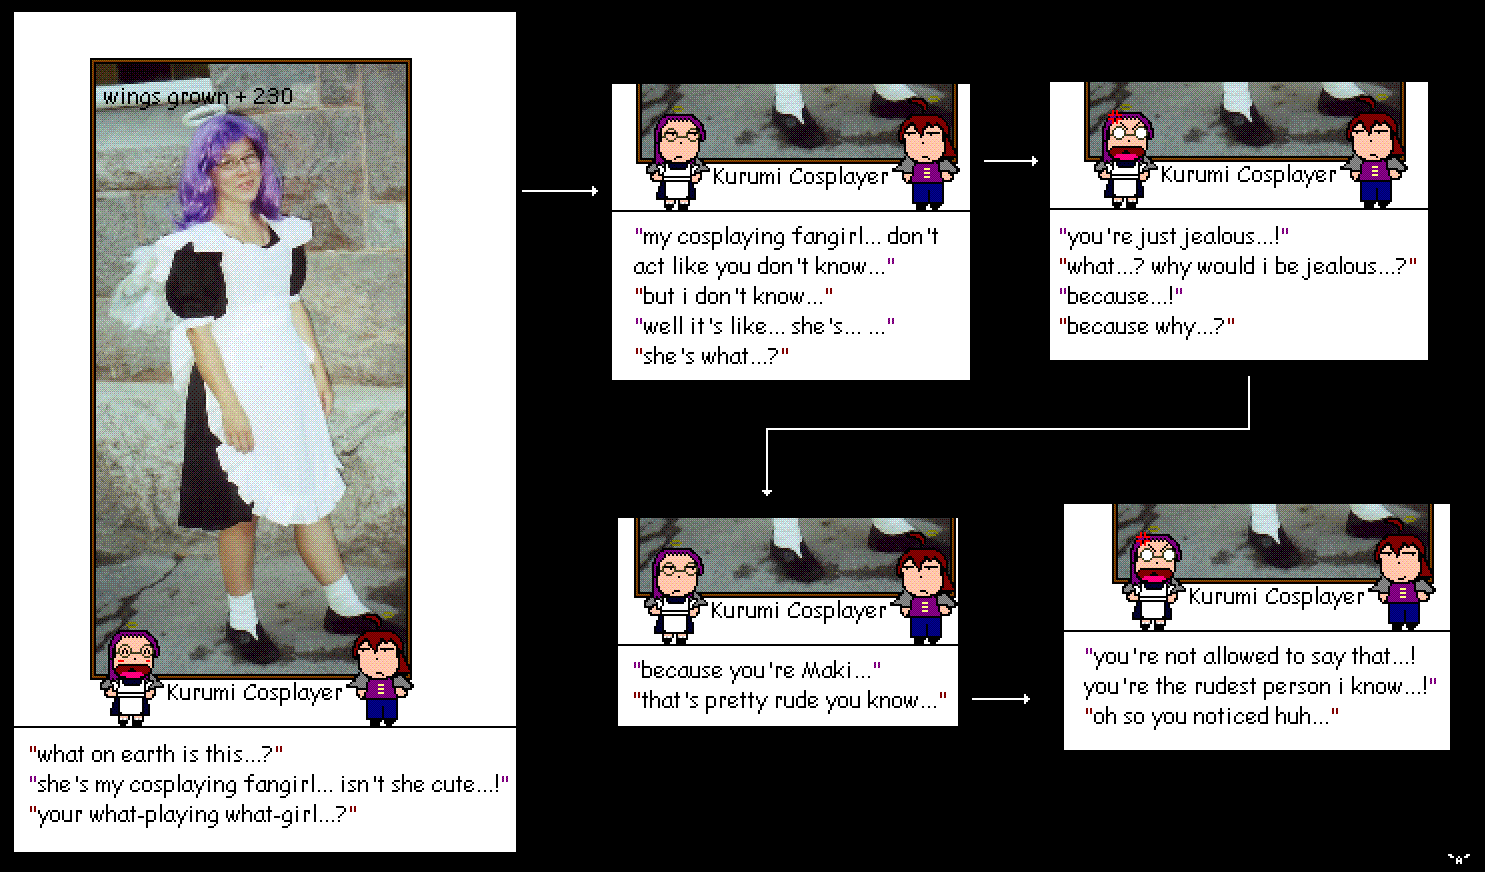 wings grown + 230
Kurumi Cosplayer
"what on earth is this...?"
"she's my cosplaying fangirl... isn't she cute...!"
"your what-playing what-girl...?"
Kurumi Cosplayer
"my cosplaying fangirl... don't
act like you don't know..."
"but i don't know..."
"well it's like... she's... ..."
"she's what...?"
Kurumi Cosplayer
"you're just jealous...!"
"what...? why would i be jealous...?"
"because...!"
"because why...?"
Kurumi Cosplayer
"because you're Maki..."
"that's pretty rude you know..."
Kurumi Cosplayer
"you're not allowed to say that...!
you're the rudest person i know...!"
"oh so you noticed huh..."